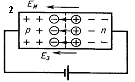 2
Eи
+ + − + − −
p − + − n
+ + − + − −
Eз